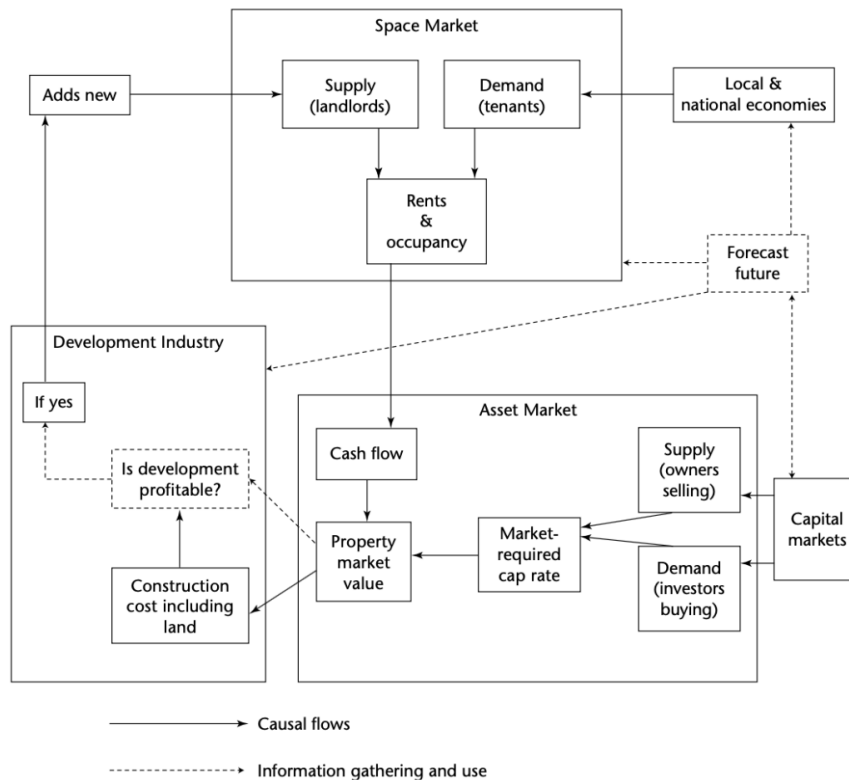 Space Market
Adds new
Supply
(landlords)
Demand
(tenants)
Local &
national economies
Rents
&
occupancy
Forecast
future
Development Industry
If yes
Is development
profitable?
Construction
cost including
land
Asset Market
Cash flow
Property
market
value
Market-
required
cap rate
Supply
(owners
selling)
Demand
(investors
buying)
Capital
markets
Causal flows
Information gathering and use